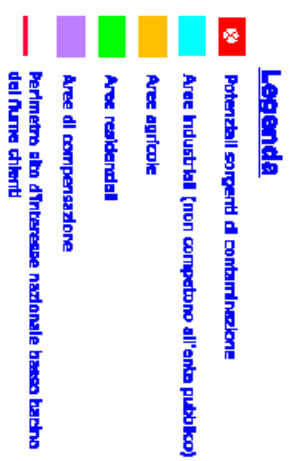 Legenda
Potenziali sorgenti di contaminazione
Aree industriali (non competono all'ente pubblico)
Aree agricole
Aree residenziali
Aree di compensazione
Perimetro sito d'interesse nazionale basso bacino
del fiume chienti